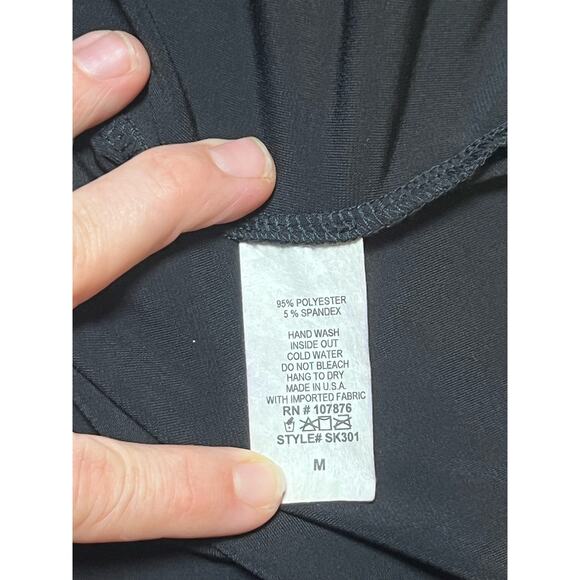 95% POLYESTER
5 % SPANDEX
HAND WASH
INSIDE OUT
COLD WATER
DO NOT BLEACH
HANG TO DRY
MADE IN U.S.A.
WITH IMPORTED FABRIC
RN # 107876
STYLE# SK301
M